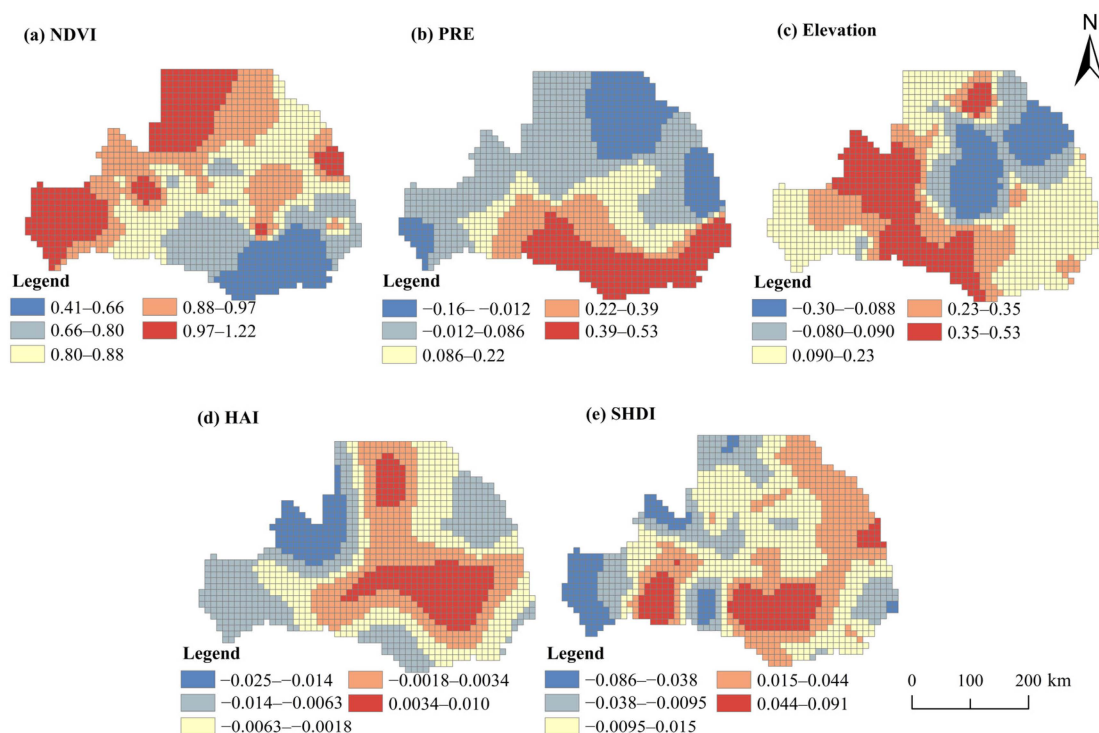 (a) NDVI
(b) PRE
(c) Elevation
N
Legend
0.41–0.66
0.88–0.97
0.66–0.80
0.97–1.22
0.80–0.88
Legend
−0.16– −0.012
0.22–0.39
−0.012–0.086
0.39–0.53
0.086–0.22
Legend
−0.30–−0.088
0.23–0.35
−0.080–0.090
0.35–0.53
0.090–0.23
(d) HAI
(e) SHDI
Legend
−0.025–−0.014
−0.0018–0.0034
−0.014–−0.0063
0.0034–0.010
−0.0063–−0.0018
Legend
−0.086–−0.038
0.015–0.044
−0.038–−0.0095
0.044–0.091
−0.0095–0.015
0 100 200 km